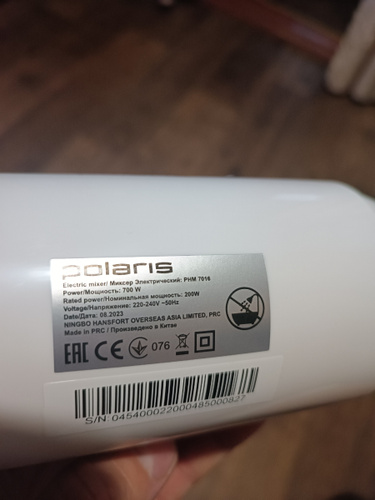 polaris
Electric mixer/ Миксер Электрический: PHM 7016
Power/Мощность: 700 W
Rated power/Номинальная мощность: 200W
Voltage/Напряжение: 220-240V ~50Hz
Date/Дата: 08.2023
NINGBO HANSFORT OVERSEAS ASIA LIMITED, PRC
Made in PRC / Произведено в Китае
EAC CE 076
S/N: 045400022000485000827